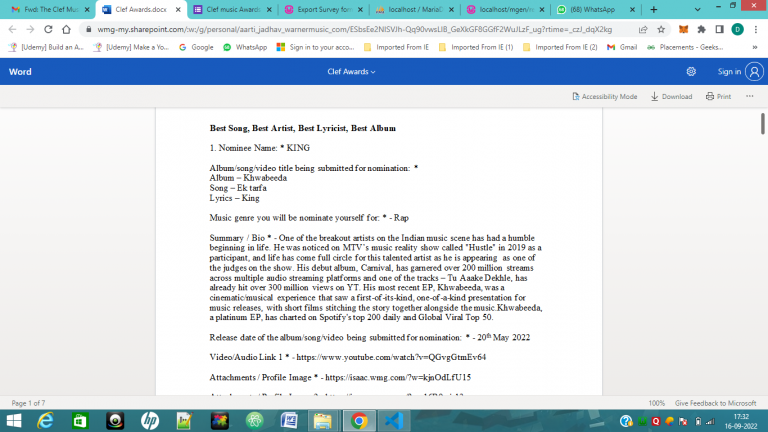 Fwd: The Clef Mus
Clef Awards.docx
Clef music Awards
Export Survey form
localhost / MariaD
localhost/mgen/n
(68) WhatsApp
wmg-my.sharepoint.com/:w:/g/personal/aarti_jadhav_warnermusic_com/
[Udemy] Build an A...
[Udemy] Make a Yo...
Google
WhatsApp
Sign in to your acco...
Imported From IE
Imported From IE (1)
Imported From IE (2)
Gmail
Placements - Geeks...
Word
Clef Awards
Sign in
Accessibility Mode
Download
Print
Best Song, Best Artist, Best Lyricist, Best Album
1. Nominee Name: * KING
Album/song/video title being submitted for nomination: *
Album – Khwabeeda
Song – Ek tarfa
Lyrics – King
Music genre you will be nominate yourself for: * - Rap
Summary / Bio * - One of the breakout artists on the Indian music scene has had a humble
beginning in life. He was noticed on MTV`s music reality show called "Hustle" in 2019 as a
participant, and life has come full circle for this talented artist as he is appearing as one of
the judges on the show. His debut album, Carnival, has garnered over 200 million streams
across multiple audio streaming platforms and one of the tracks – Tu Aaake Dekhle, has
already hit over 300 million views on YT. His most recent EP, Khwabeeda, was a
cinematic/musical experience that saw a first-of-its-kind, one-of-a-kind presentation for
music releases, with short films stitching the story together alongside the music.Khwabeeda,
a platinum EP, has charted on Spotify's top 200 daily and Global Viral Top 50.
Release date of the album/song/video being submitted for nomination: * - 20th May 2022
Video/Audio Link 1 * - https://www.youtube.com/watch?v=QGvgGtmEv64
Attachments / Profile Image * - https://isaac.wmg.com/?w=kjnOdLfU15
Page 1 of 7
100%
Give Feedback to Microsoft
17:32
16-09-2022